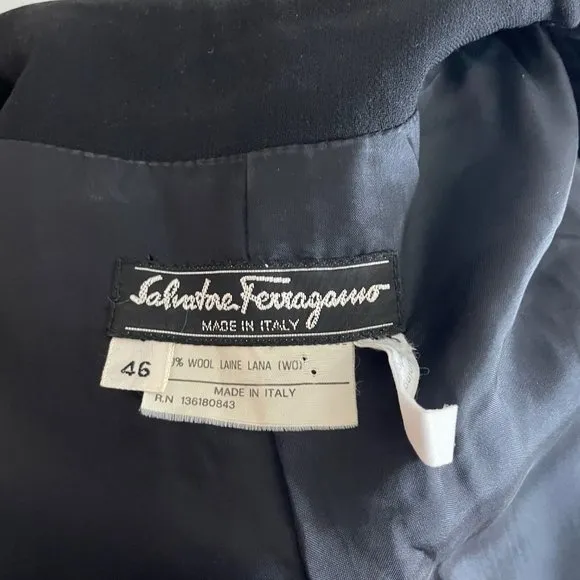 Salvatore Ferragamo
MADE IN ITALY
46
% WOOL LAINE LANA (WO)
MADE IN ITALY
R.N 136180843